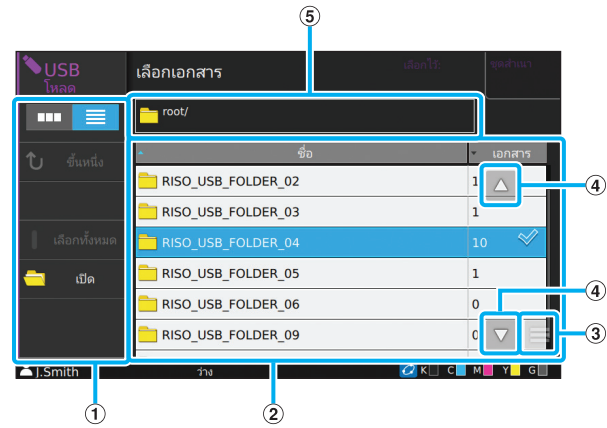 ⑤
USB
โหลด
เลือกเอกสาร
เลือกไว้:
ชุดสำเนา
root/
ชื่อ
เอกสาร
ขึ้นหนึ่ง
RISO_USB_FOLDER_02
1
④
RISO_USB_FOLDER_03
1
เลือกทั้งหมด
RISO_USB_FOLDER_04
10
เปิด
RISO_USB_FOLDER_05
1
④
RISO_USB_FOLDER_06
0
RISO_USB_FOLDER_09
0
③
J.Smith
ว่าง
K C M Y G
① ②